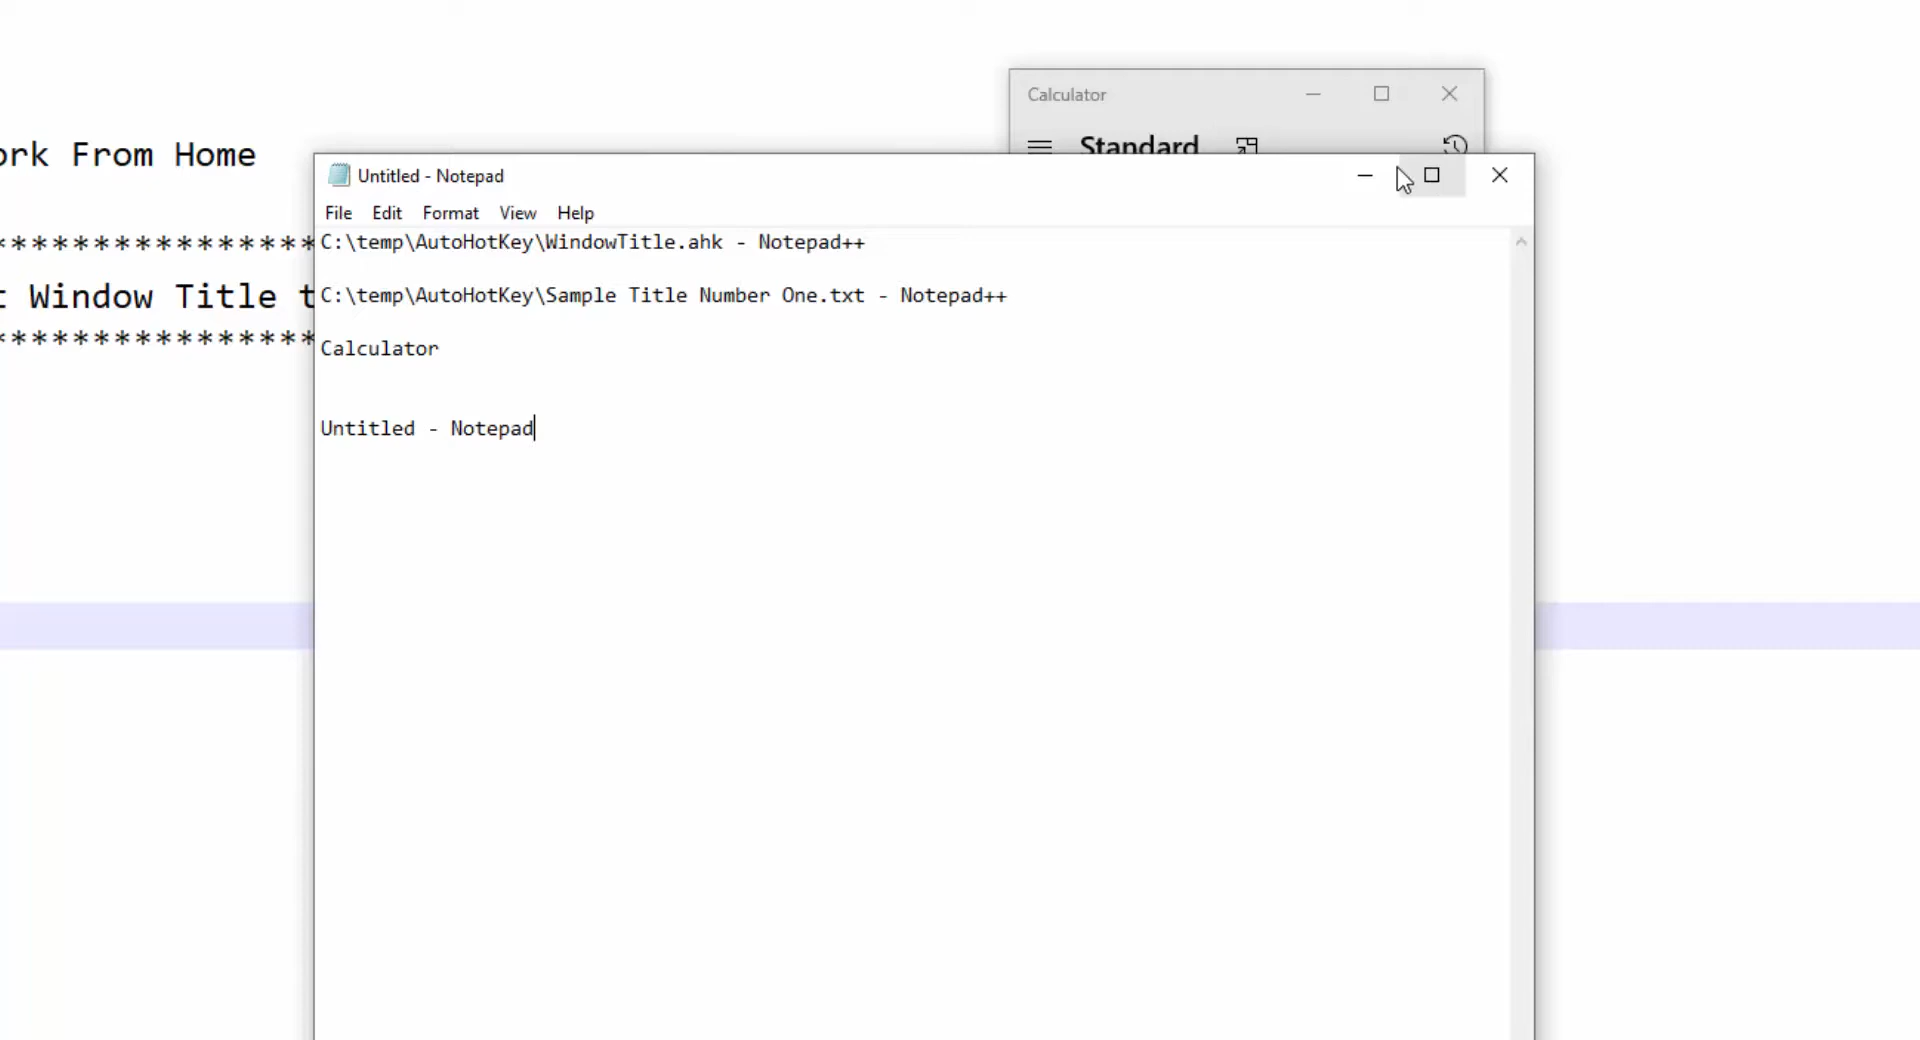 Calculator
Standard
ork From Home
Untitled - Notepad
File Edit Format View Help
****************
C:\temp\AutoHotKey\WindowTitle.ahk - Notepad++
t Window Title t
C:\temp\AutoHotKey\Sample Title Number One.txt - Notepad++
****************
Calculator
Untitled - Notepad